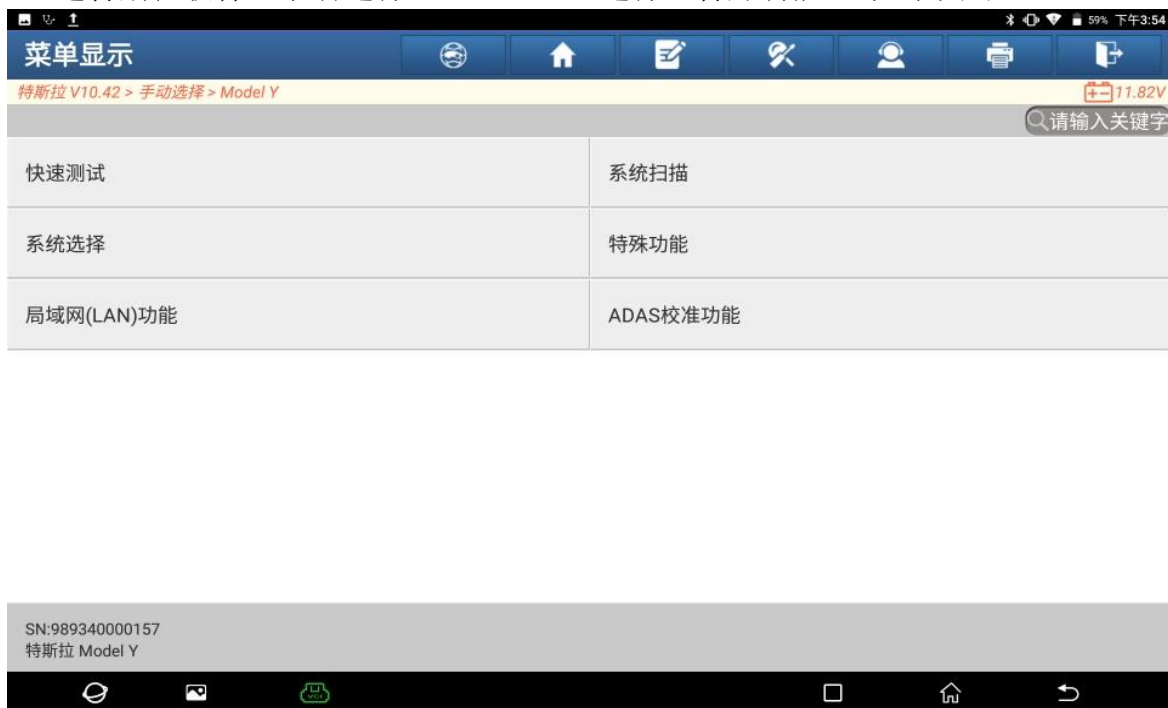 59% 下午3:54
菜单显示
特斯拉 V10.42 > 手动选择 > Model Y
11.82V
请输入关键字
快速测试
系统扫描
系统选择
特殊功能
局域网(LAN)功能
ADAS校准功能
SN:989340000157
特斯拉 Model Y
VCI